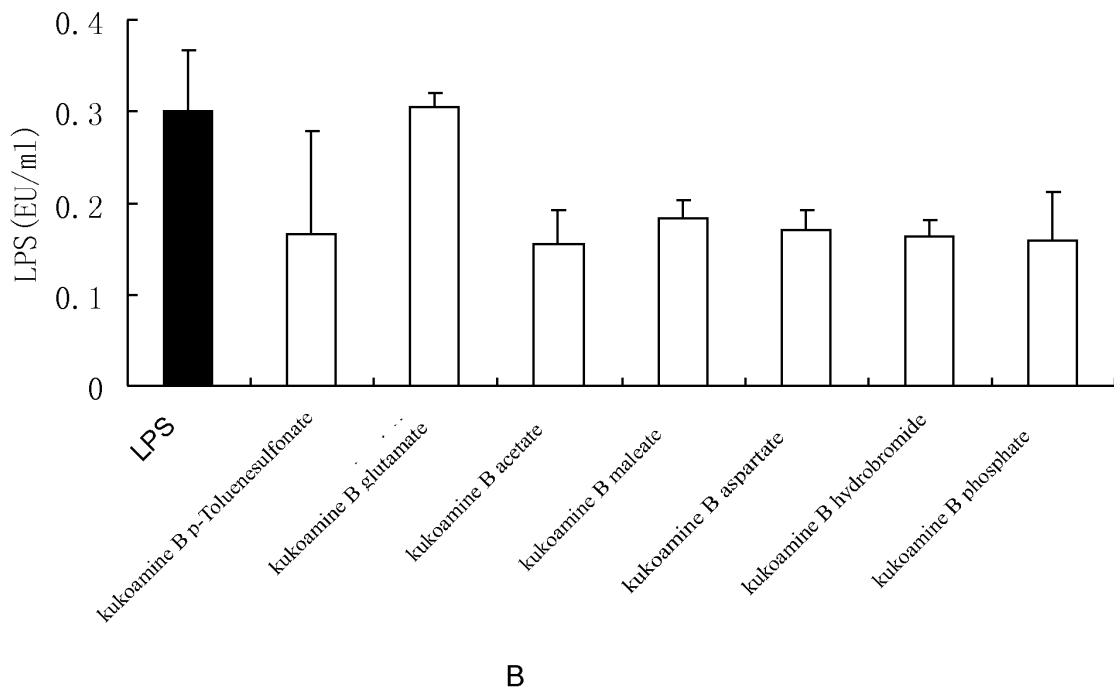 0.4
0.3
0.2
0.1
0
LPS(EU/ml)
LPS
kukoamine B p-Toluenesulfonate
kukoamine B glutamate
kukoamine B acetate
kukoamine B maleate
kukoamine B aspartate
kukoamine B hydrobromide
kukoamine B phosphate
B